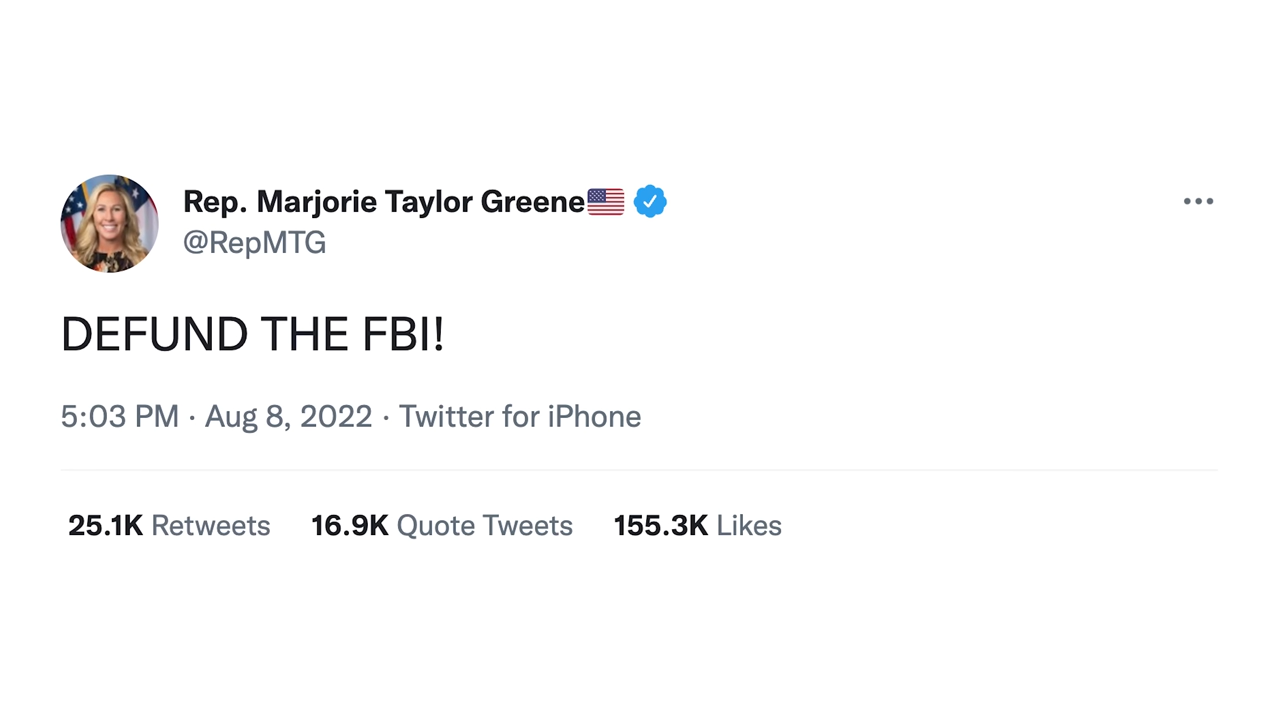 Rep. Marjorie Taylor Greene🇺🇸
@RepMTG
DEFUND THE FBI!
5:03 PM · Aug 8, 2022 · Twitter for iPhone
25.1K Retweets 16.9K Quote Tweets 155.3K Likes